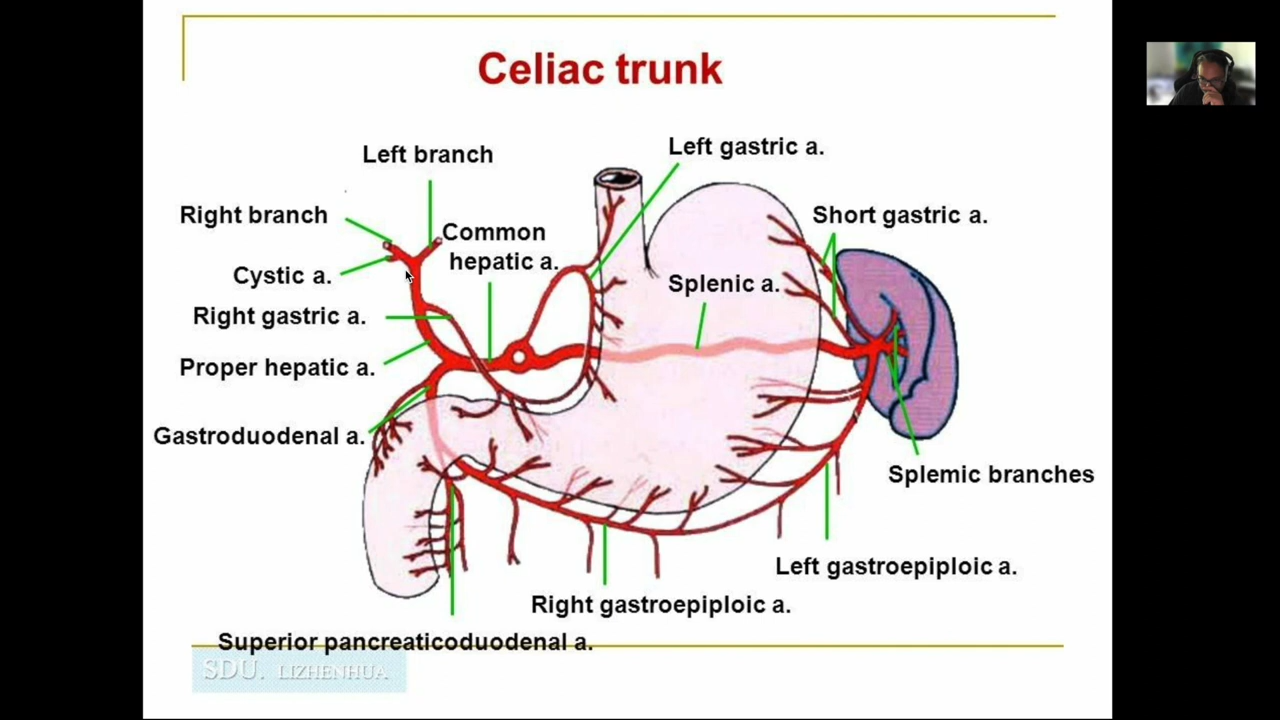 Celiac trunk
Left branch
Left gastric a.
Right branch
Short gastric a.
Common
hepatic a.
Cystic a.
Splenic a.
Right gastric a.
Proper hepatic a.
Gastroduodenal a.
Splemic branches
Left gastroepiploic a.
Right gastroepiploic a.
Superior pancreaticoduodenal a.
SDU. LIZHENHUA